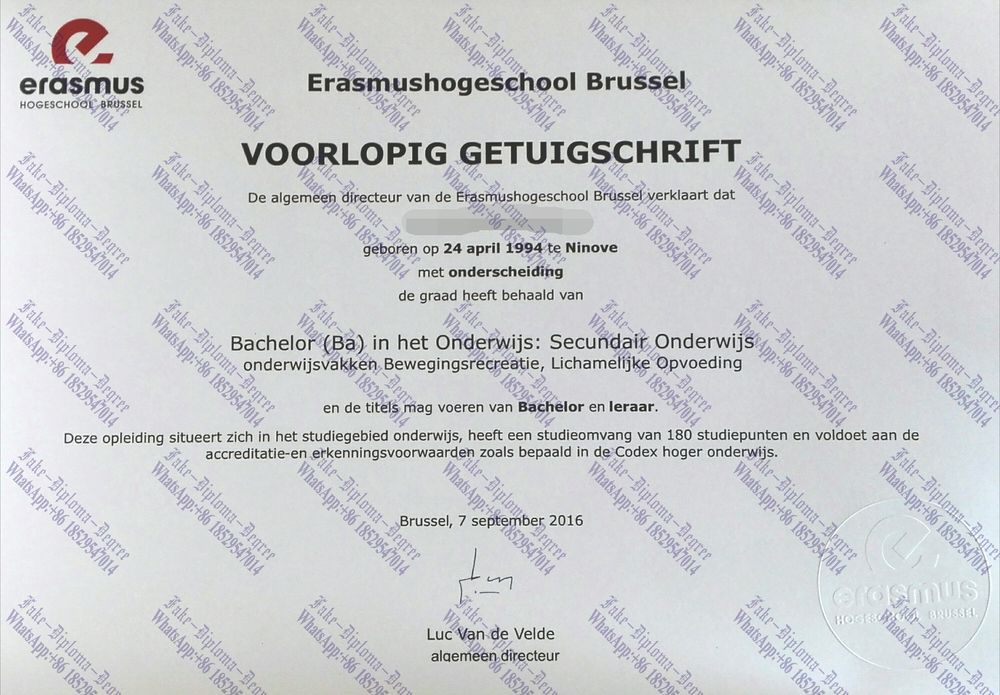 erasmus
HOGESCHOOL BRUSSEL
Erasmushogeschool Brussel
VOORLOPIG GETUIGSCHRIFT
De algemeen directeur van de Erasmushogeschool Brussel verklaart dat
geboren op 24 april 1994 te Ninove
met onderscheiding
de graad heeft behaald van
Bachelor (Ba) in het Onderwijs: Secundair Onderwijs
onderwijsvakken Bewegingsrecreatie, Lichamelijke Opvoeding
en de titels mag voeren van Bachelor en leraar.
Deze opleiding situeert zich in het studiegebied onderwijs, heeft een studieomvang van 180 studiepunten en voldoet aan de
accreditatie-en erkenningsvoorwaarden zoals bepaald in de Codex hoger onderwijs.
Brussel, 7 september 2016
Luc Van de Velde
algemeen directeur
erasmus
HOGESCHOOL BRUSSEL
Fake-Diploma-Degree
WhatsApp:+86 18529547014